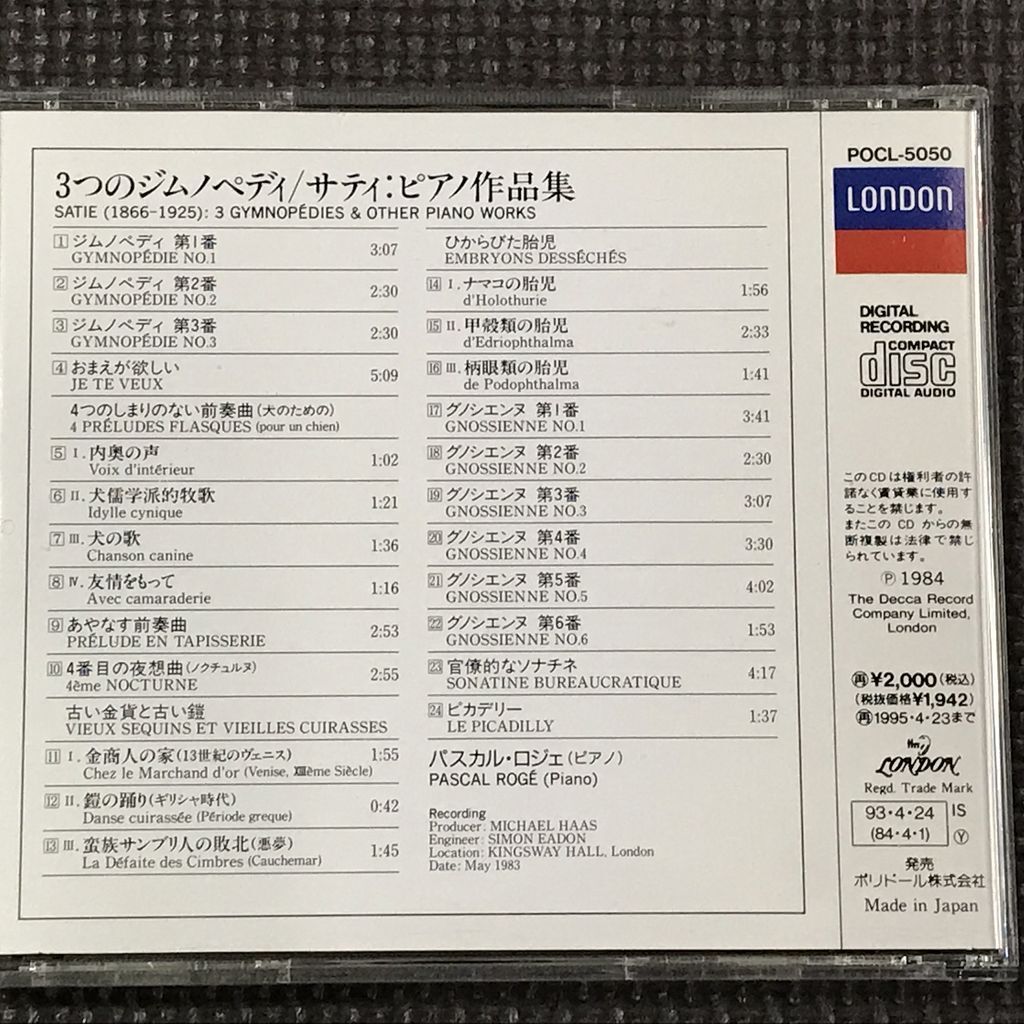 3つのジムノペディ/サティ:ピアノ作品集
SATIE (1866-1925): 3 GYMNOPÉDIES & OTHER PIANO WORKS
1 ジムノペディ 第1番
GYMNOPÉDIE NO.1 3:07
2 ジムノペディ 第2番
GYMNOPÉDIE NO.2 2:30
3 ジムノペディ 第3番
GYMNOPÉDIE NO.3 2:30
4 おまえが欲しい
JE TE VEUX 5:09
4つのしまりのない前奏曲(犬のための)
4 PRÉLUDES FLASQUES (pour un chien)
5 I. 内奥の声
Voix d'intérieur 1:02
6 II. 犬儒学派的牧歌
Idylle cynique 1:21
7 III. 犬の歌
Chanson canine 1:36
8 IV. 友情をもって
Avec camaraderie 1:16
9 あやなす前奏曲
PRÉLUDE EN TAPISSERIE 2:53
10 4番目の夜想曲(ノクチュルヌ)
4ème NOCTURNE 2:55
古い金貨と古い鎧
VIEUX SEQUINS ET VIEILLES CUIRASSES
11 I. 金商人の家(13世紀のヴェニス) 1:55
Chez le Marchand d'or (Venise, XIIIème Siècle)
12 II. 鎧の踊り(ギリシャ時代) 0:42
Danse cuirassée (Période greque)
13 III. 蛮族サンブリ人の敗北(悪夢) 1:45
La Défaite des Cimbres (Cauchemar)
ひからびた胎児
EMBRYONS DESSÉCHÉS
14 I. ナマコの胎児 1:56
d'Holothurie
15 II. 甲殻類の胎児 2:33
d'Edriophthalma
16 III. 柄眼類の胎児 1:41
de Podophthalma
17 グノシエンヌ 第1番 3:41
GNOSSIENNE NO.1
18 グノシエンヌ 第2番 2:30
GNOSSIENNE NO.2
19 グノシエンヌ 第3番 3:07
GNOSSIENNE NO.3
20 グノシエンヌ 第4番 3:30
GNOSSIENNE NO.4
21 グノシエンヌ 第5番 4:02
GNOSSIENNE NO.5
22 グノシエンヌ 第6番 1:53
GNOSSIENNE NO.6
23 官僚的なソナチネ 4:17
SONATINE BUREAUCRATIQUE
24 ピカデリー 1:37
LE PICADILLY
パスカル・ロジェ(ピアノ)
PASCAL ROGÉ (Piano)
Recording
Producer: MICHAEL HAAS
Engineer: SIMON EADON
Location: KINGSWAY HALL, London
Date: May 1983
POCL-5050
LONDON
DIGITAL
RECORDING
COMPACT
disc
DIGITAL AUDIO
このCDは権利者の許
諾なく賃貸業に使用す
ることを禁じます。
またこの CD からの無
断複製は法律で禁じ
られています。
Ⓟ 1984
The Decca Record
Company Limited,
London
再 ¥2,000(税込)
(税抜価格¥1,942)
再 1995・4・23まで
LONDON
Regd. Trade Mark
93・4・24 IS
(84・4・1) Ⓨ
発売
ポリドール株式会社
Made in Japan